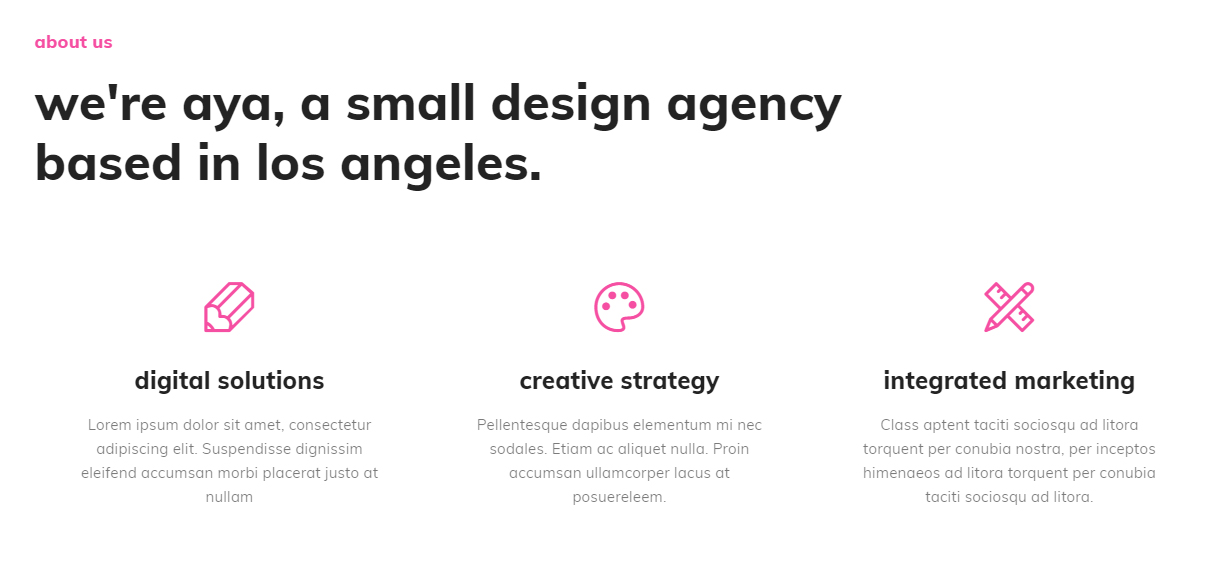 about us
we're aya, a small design agency
based in los angeles.
digital solutions
Lorem ipsum dolor sit amet, consectetur
adipiscing elit. Suspendisse dignissim
eleifend accumsan morbi placerat justo at
nullam
creative strategy
Pellentesque dapibus elementum mi nec
sodales. Etiam ac aliquet nulla. Proin
accumsan ullamcorper lacus at
posuereleem.
integrated marketing
Class aptent taciti sociosqu ad litora
torquent per conubia nostra, per inceptos
himenaeos ad litora torquent per conubia
taciti sociosqu ad litora.